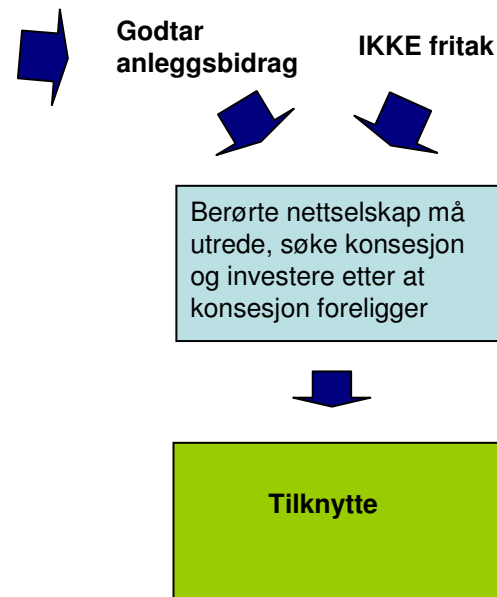 Godtar
anleggsbidrag
IKKE fritak
Berørte nettselskap må
utrede, søke konsesjon
og investere etter at
konsesjon foreligger
Tilknytte